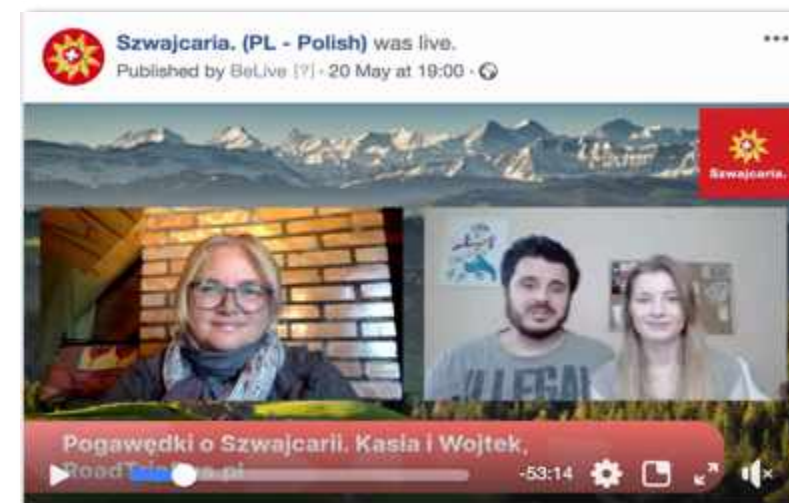 Szwajcaria. (PL - Polish) was live.
Published by BeLive [?] · 20 May at 19:00 ·
Szwajcaria.
ILLEGAL
Pogawędki o Szwajcarii. Kasia i Wojtek,
-53:14